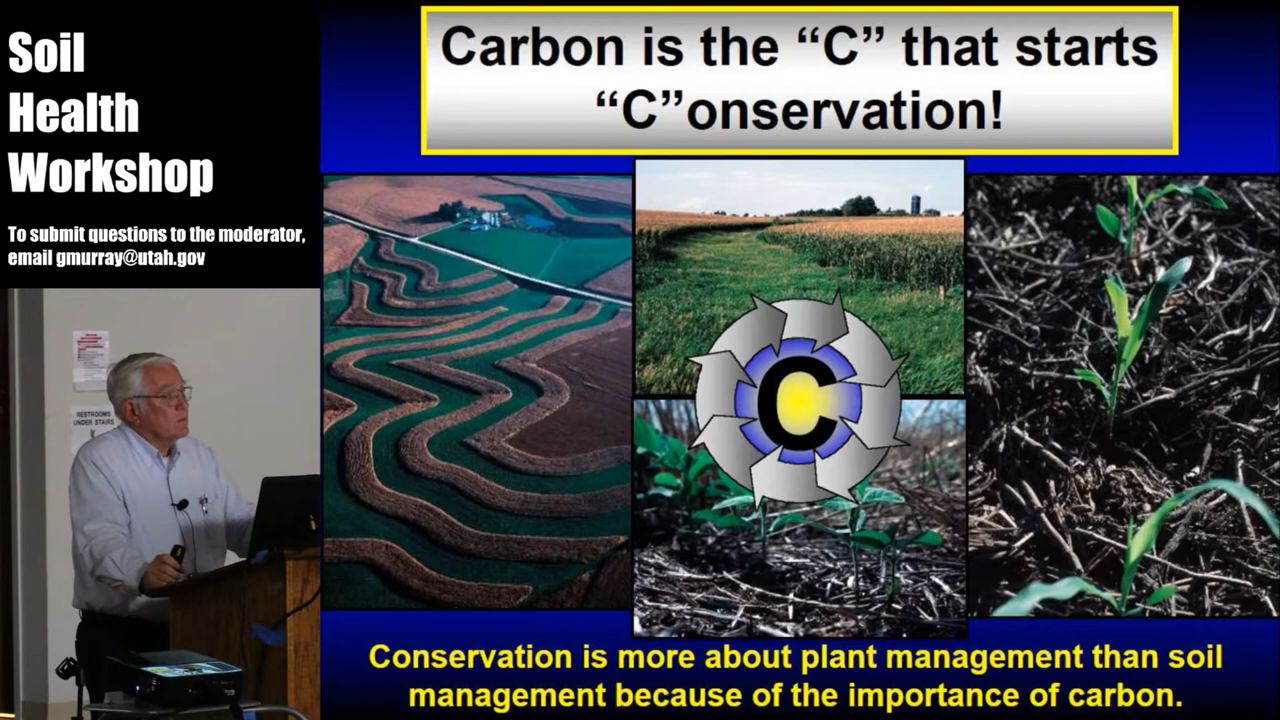 Soil
Health
Workshop
To submit questions to the moderator,
email gmurray@utah.gov
RESTROOMS
UNDER STAIRS
Carbon is the “C” that starts
“C”onservation!
C
Conservation is more about plant management than soil
management because of the importance of carbon.